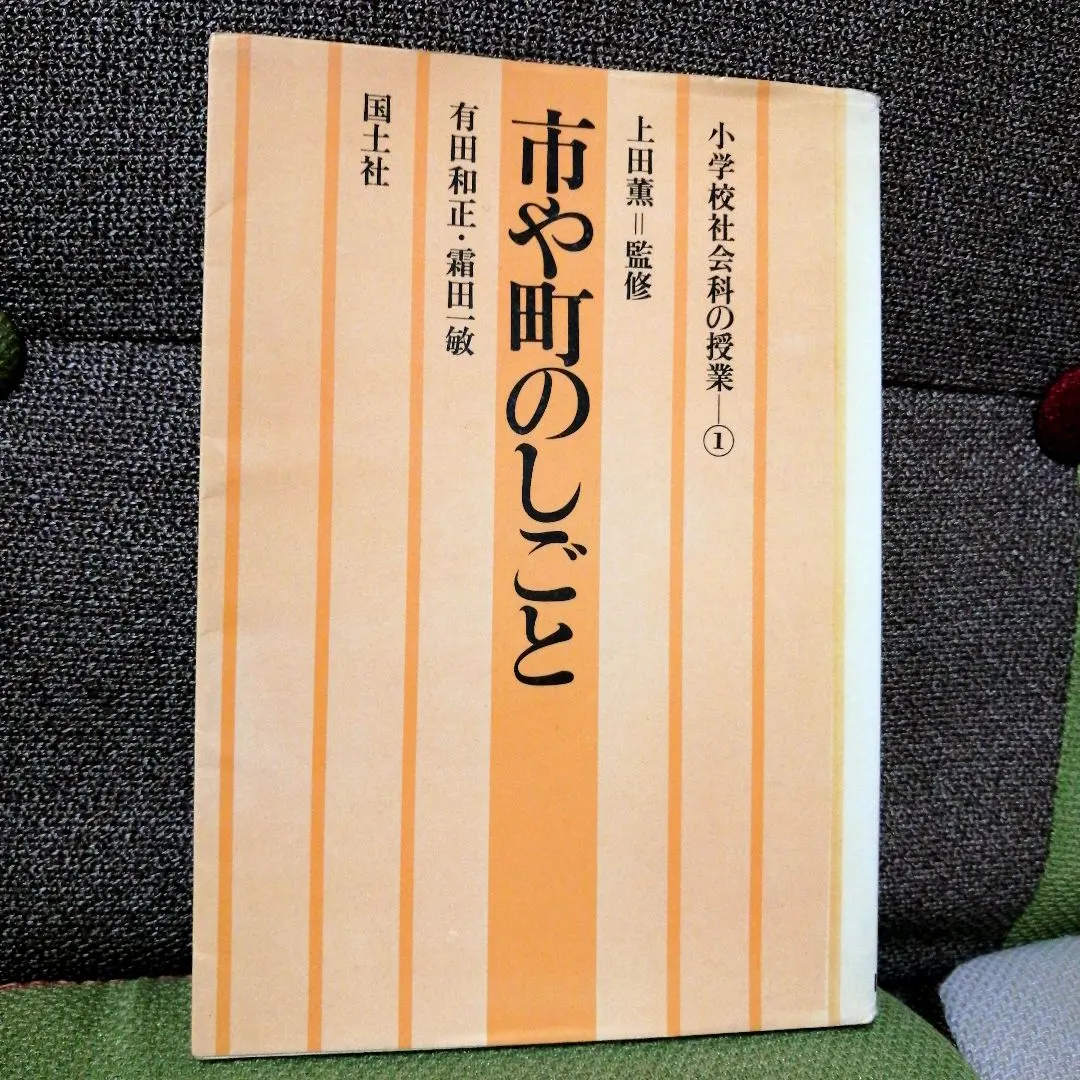 小学校社会科の授業—①
上田薫=監修
市や町のしごと
有田和正・霜田一敏
国土社